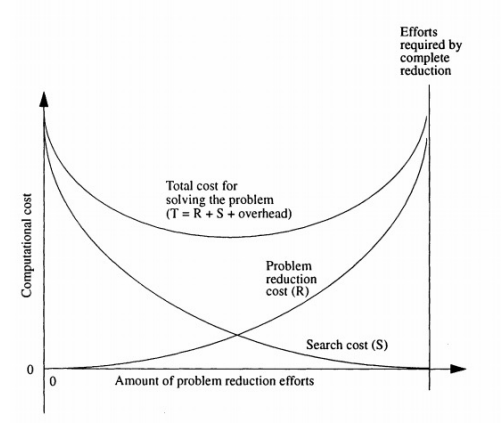 Efforts
required by
complete
reduction
Total cost for
solving the problem
(T = R + S + overhead)
Computational cost
Problem
reduction
cost (R)
Search cost (S)
0
0
Amount of problem reduction efforts